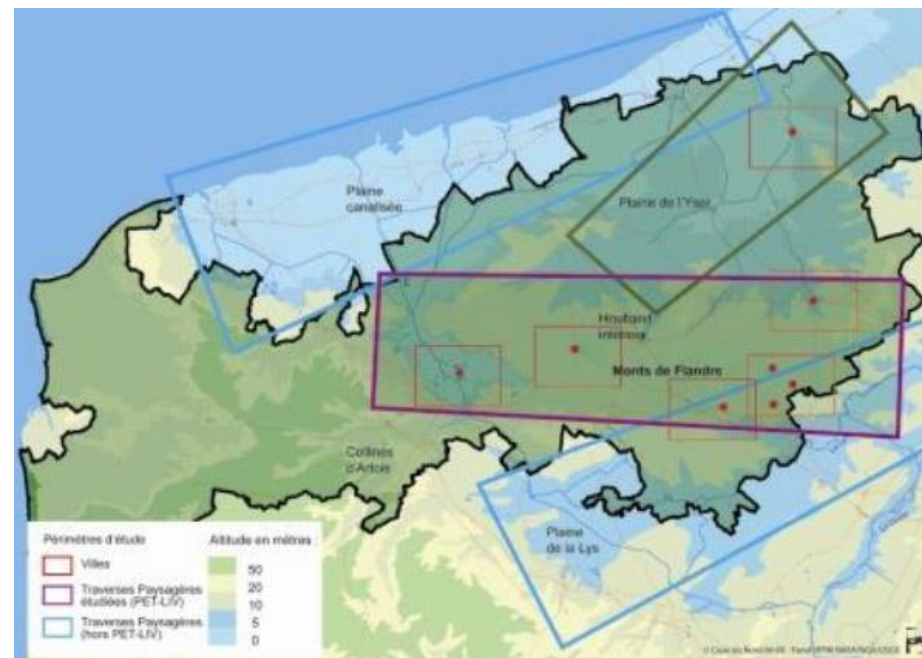 Plaine
canalisée
Plaine de l'Yser
Houtland
intérieur
Monts de Flandre
Collines
d'Artois
Plaine
de la Lys
Périmètres d'étude
Villes
Traverses Paysagères
étudiées (PET-LIV)
Traverses Paysagères
(hors PET-LIV)
Altitude en mètres :
50
20
10
5
0